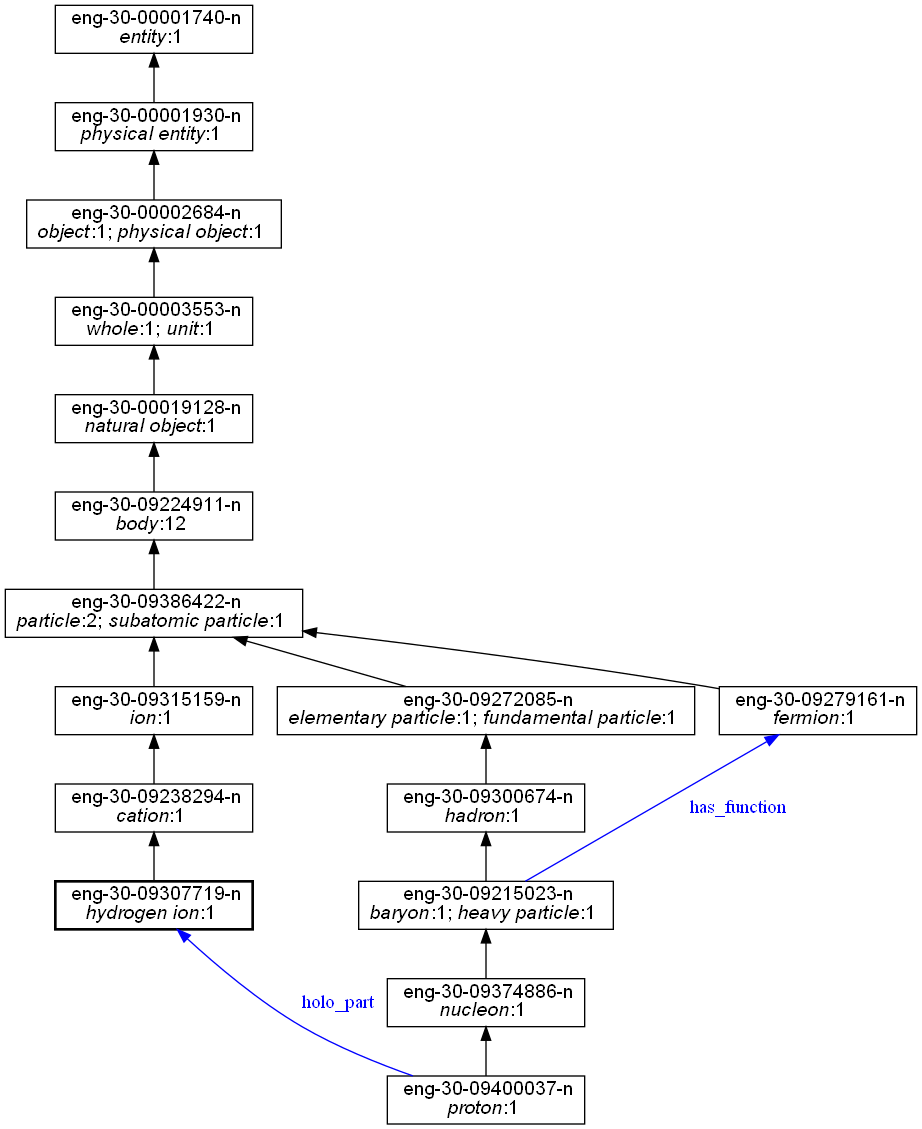 eng-30-00001740-n
entity:1
eng-30-00001930-n
physical entity:1
eng-30-00002684-n
object:1; physical object:1
eng-30-00003553-n
whole:1; unit:1
eng-30-00019128-n
natural object:1
eng-30-09224911-n
body:12
eng-30-09386422-n
particle:2; subatomic particle:1
eng-30-09315159-n
ion:1
eng-30-09272085-n
elementary particle:1; fundamental particle:1
eng-30-09279161-n
fermion:1
eng-30-09238294-n
cation:1
eng-30-09300674-n
hadron:1
has_function
eng-30-09307719-n
hydrogen ion:1
eng-30-09215023-n
baryon:1; heavy particle:1
holo_part
eng-30-09374886-n
nucleon:1
eng-30-09400037-n
proton:1